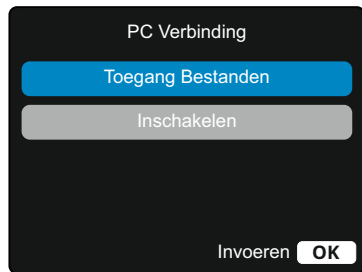 PC Verbinding
Toegang Bestanden
Inschakelen
Invoeren OK